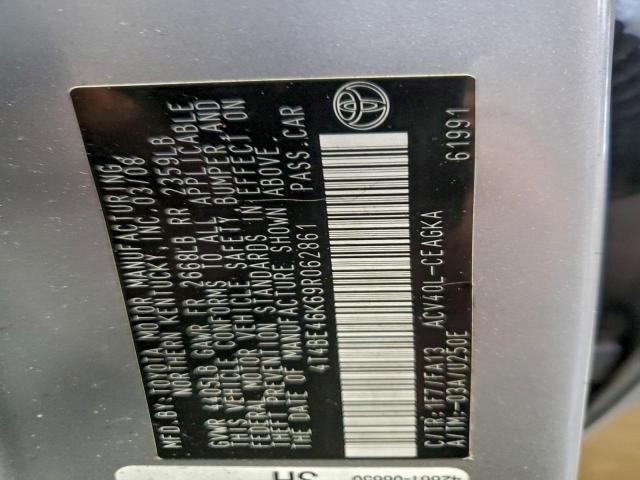 MFD.BY: TOYOTA MOTOR MANUFACTURING,
NORTHERN KENTUCKY, INC. 03/08
GVWR 4485LB GAWR FR 2668LB RR 2359LB
THIS VEHICLE CONFORMS TO ALL APPLICABLE
FEDERAL MOTOR VEHICLE SAFETY, BUMPER AND
THEFT PREVENTION STANDARDS IN EFFECT ON
THE DATE OF MANUFACTURE SHOWN ABOVE.
4T4BE46K69R062861 PASS.CAR
C/TR: 1F7/FA13 ACV40L-CEAGKA
A/TM: -03A/U250E 61991
SH